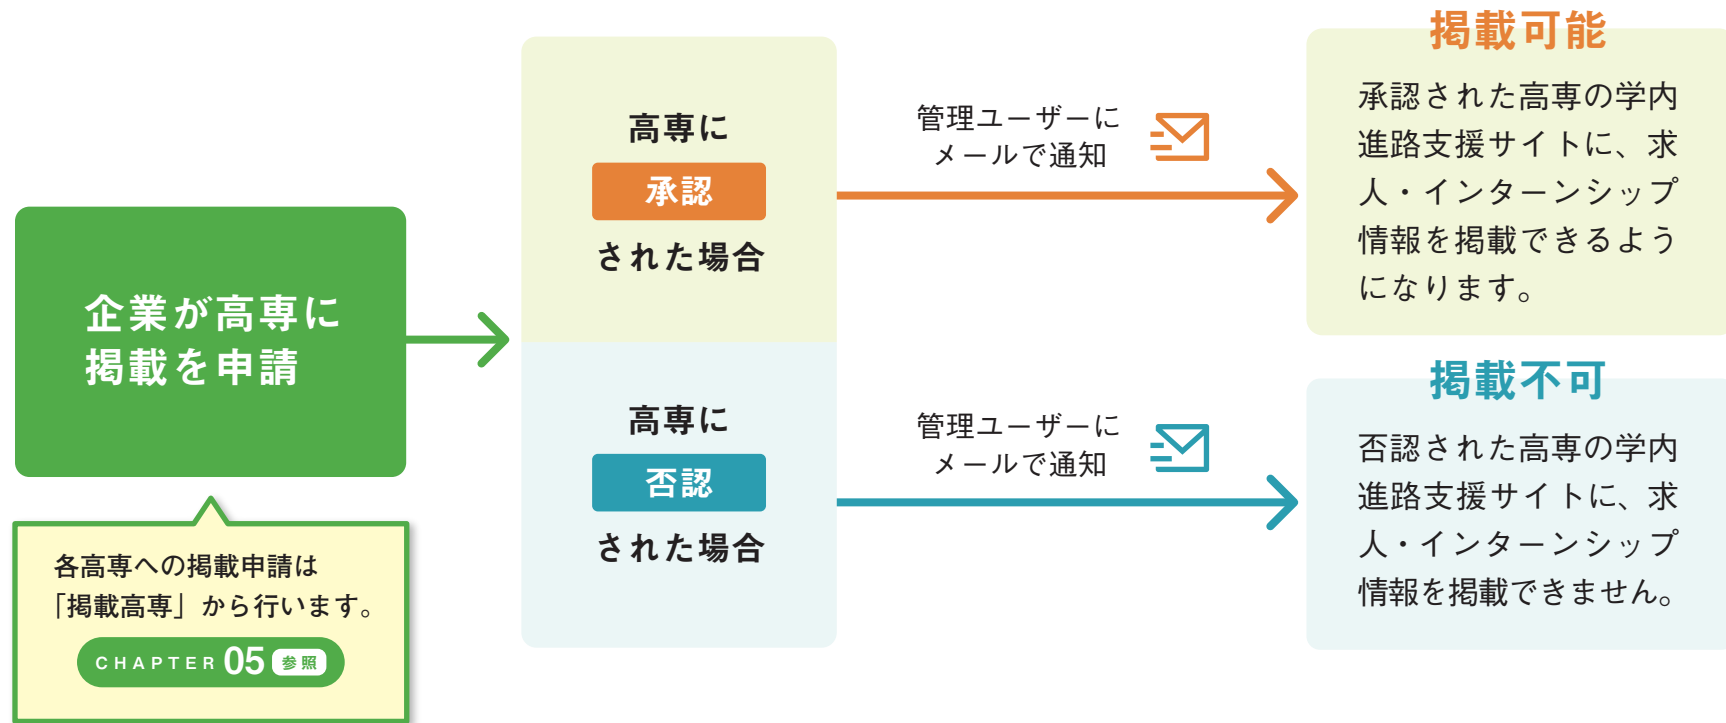 企業が高専に
掲載を申請
各高専への掲載申請は
「掲載高専」から行います。
CHAPTER 05 参照
高専に
承認
された場合
管理ユーザーに
メールで通知
掲載可能
承認された高専の学内
進路支援サイトに、求
人・インターンシップ
情報を掲載できるよう
になります。
高専に
否認
された場合
管理ユーザーに
メールで通知
掲載不可
否認された高専の学内
進路支援サイトに、求
人・インターンシップ
情報を掲載できません。